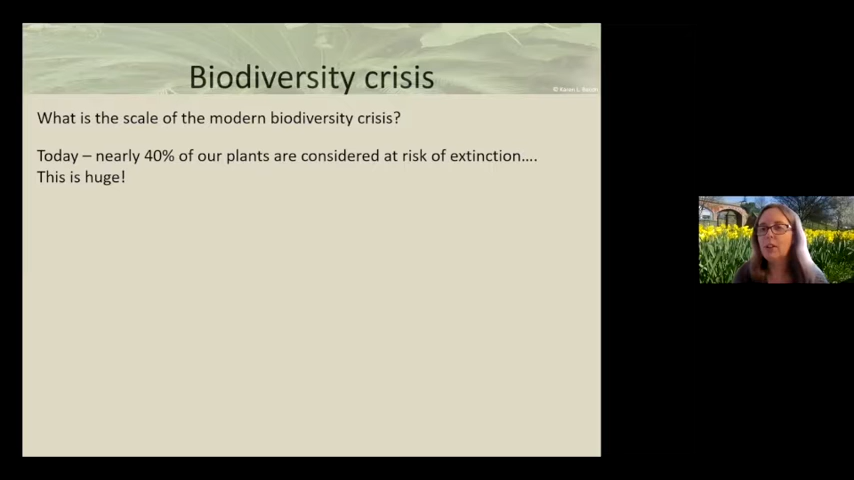 Biodiversity crisis
What is the scale of the modern biodiversity crisis?
Today – nearly 40% of our plants are considered at risk of extinction....
This is huge!